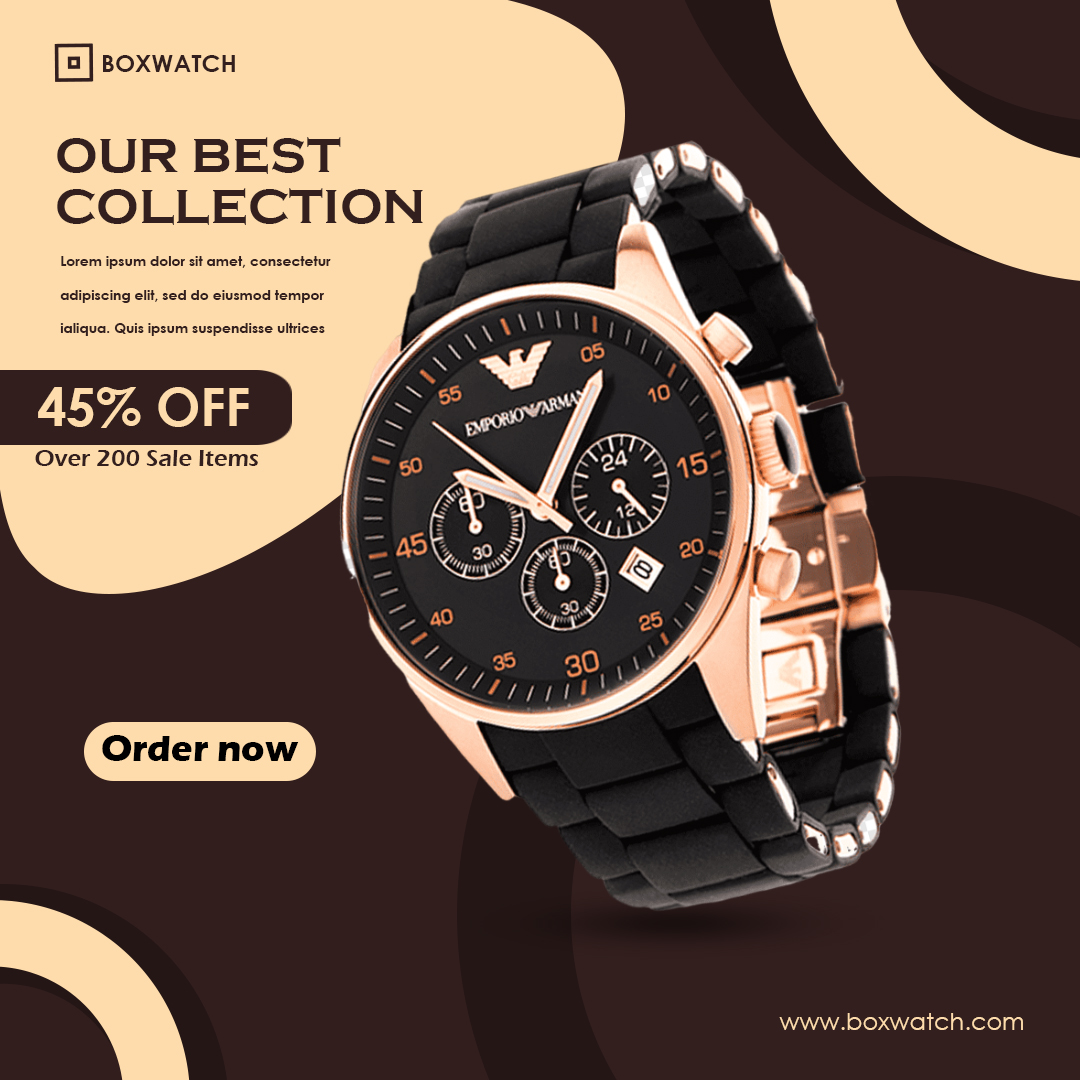 BOXWATCH
OUR BEST
COLLECTION
Lorem ipsum dolor sit amet, consectetur
adipiscing elit, sed do eiusmod tempor
ialiqua. Quis ipsum suspendisse ultrices
45% OFF
Over 200 Sale Items
Order now
05
10
15
20
25
30
35
40
45
50
55
EMPORIO ARMANI
24
12
60
30
60
30
8
www.boxwatch.com